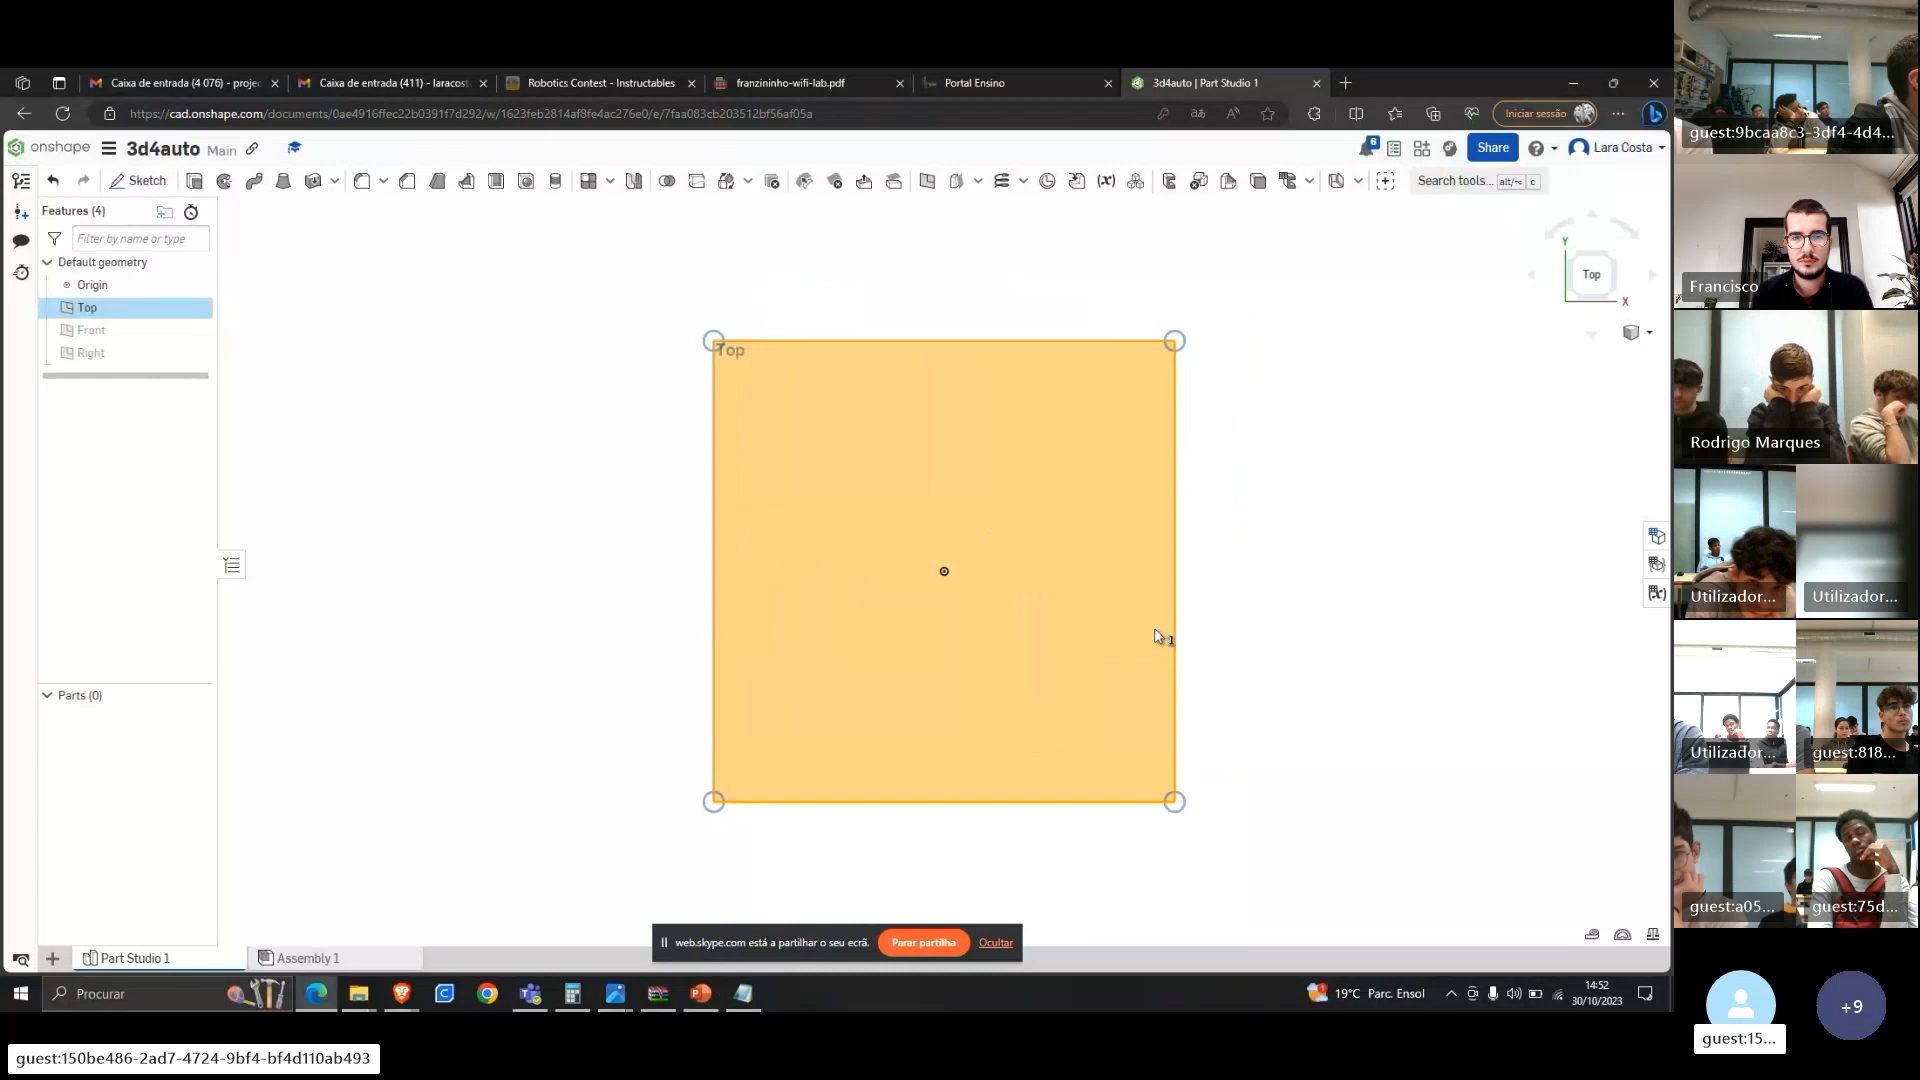 Caixa de entrada (4 076) - projec
Caixa de entrada (411) - laracost
Robotics Contest - Instructables
franzininho-wifi-lab.pdf
Portal Ensino
3d4auto | Part Studio 1
https://cad.onshape.com/documents/0ae4916ffec22b0391f7d292/w/1623feb2814af8fe4ac276e0/e/7faa083cb203512bf56af05a
aあ
Iniciar sessão
onshape
3d4auto Main
6
Share
Lara Costa
Sketch
(x)
Search tools... alt/⌥ c
Features (4)
Filter by name or type
Default geometry
Origin
Top
Front
Right
Parts (0)
Top
Y
Top
X
1
(x)
Part Studio 1
Assembly 1
web.skype.com está a partilhar o seu ecrã.
Parar partilha
Ocultar
Procurar
19°C Parc. Ensol
14:52
30/10/2023
guest:9bcaa8c3-3df4-4d4...
Francisco
Rodrigo Marques
Utilizador...
Utilizador...
Utilizador...
guest:818...
guest:a05...
guest:75d...
guest:15...
+9
guest:150be486-2ad7-4724-9bf4-bf4d110ab493